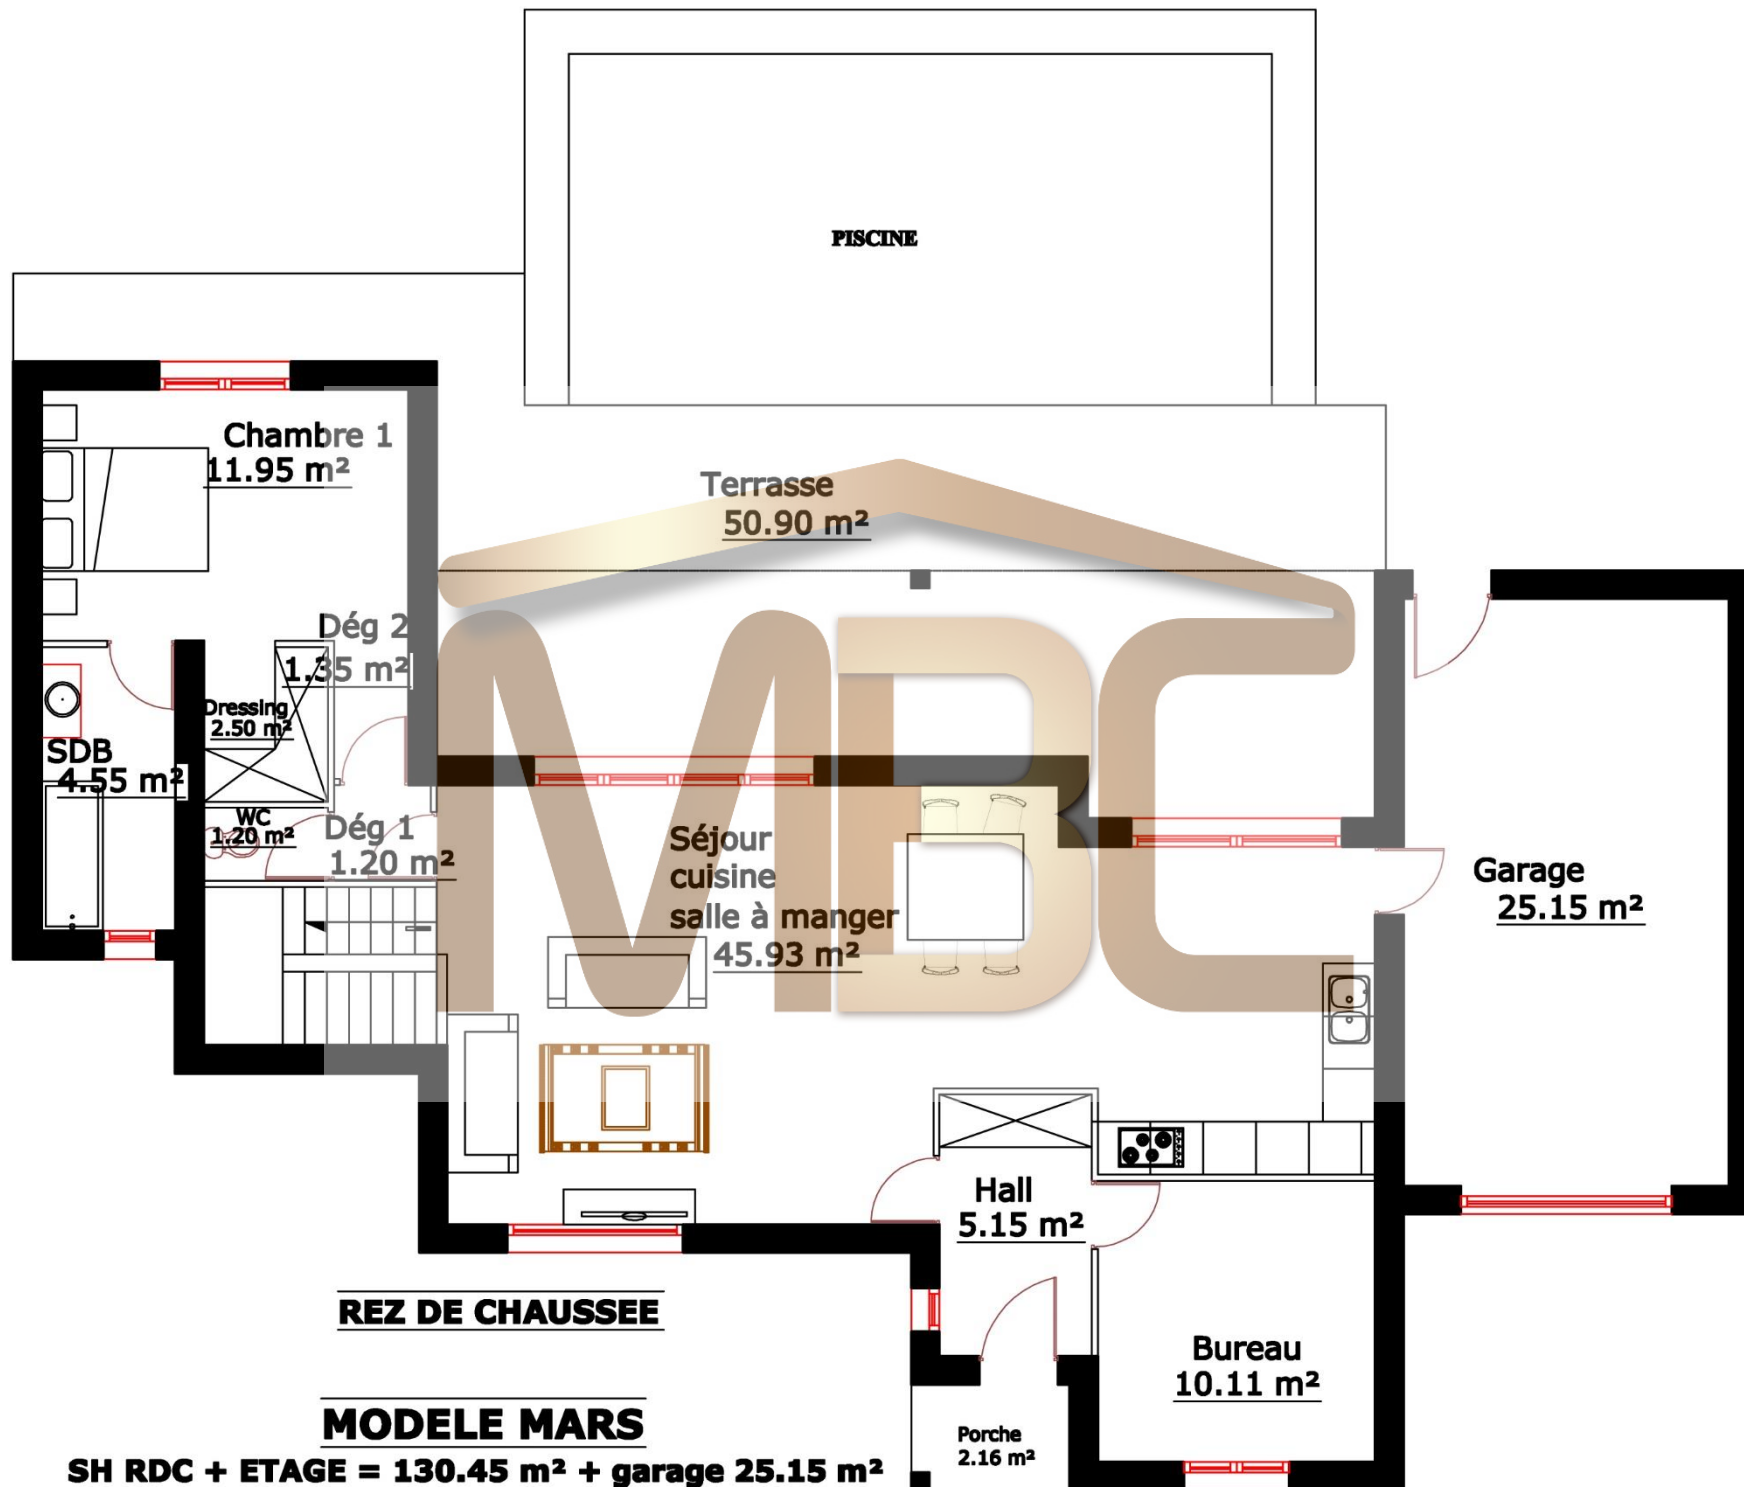 PISCINE
Chambre 1
11.95 m²
Terrasse
50.90 m²
Dég 2
1.35 m²
Dressing
2.50 m²
SDB
4.55 m²
WC
1.20 m²
Dég 1
1.20 m²
Séjour
cuisine
salle à manger
45.93 m²
MBC
Garage
25.15 m²
Hall
5.15 m²
Bureau
10.11 m²
Porche
2.16 m²
REZ DE CHAUSSEE
MODELE MARS
SH RDC + ETAGE = 130.45 m² + garage 25.15 m²